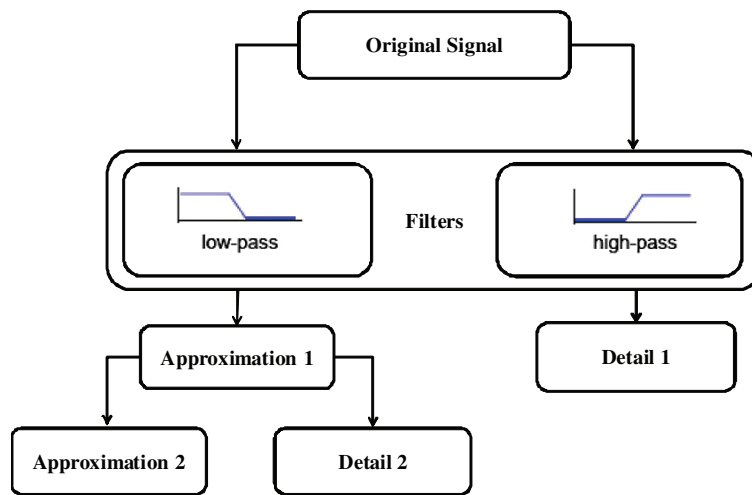 Original Signal
Filters
low-pass
high-pass
Approximation 1
Detail 1
Approximation 2
Detail 2